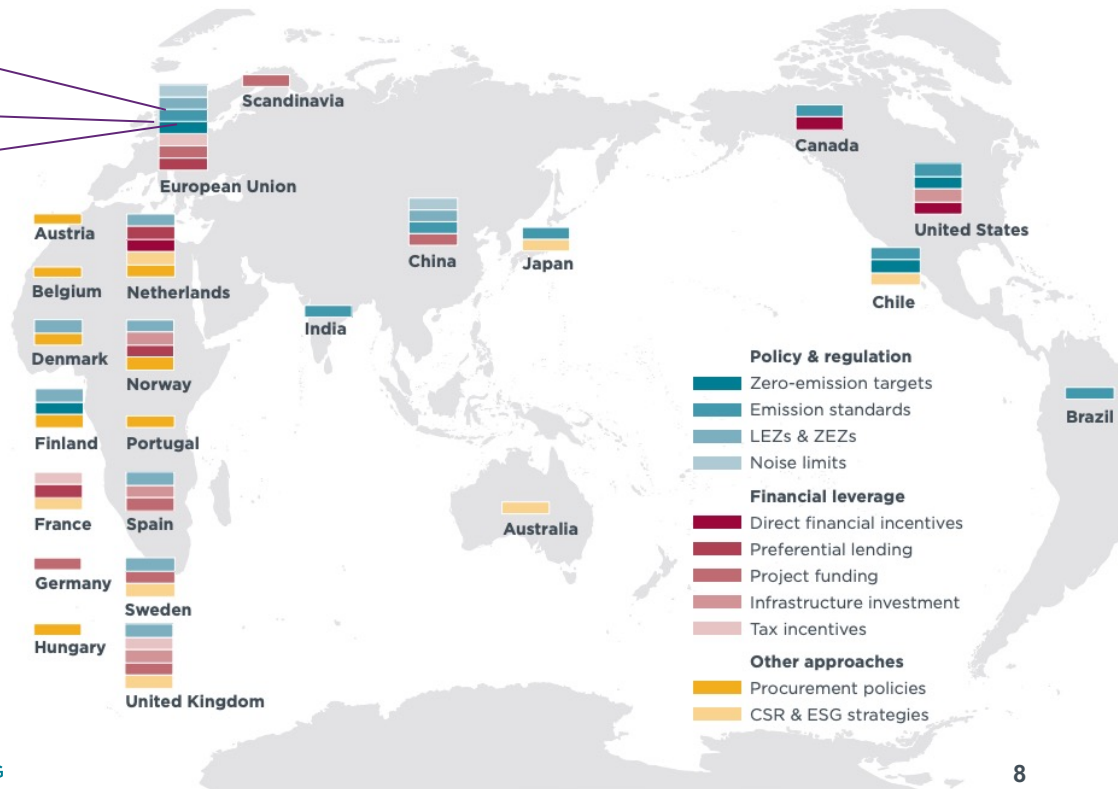 Scandinavia
European Union
Canada
United States
China
Japan
Chile
India
Austria
Netherlands
Belgium
Denmark
Norway
Finland
Portugal
France
Spain
Germany
Sweden
Hungary
United Kingdom
Australia
Brazil
Policy & regulation
Zero-emission targets
Emission standards
LEZs & ZEZs
Noise limits
Financial leverage
Direct financial incentives
Preferential lending
Project funding
Infrastructure investment
Tax incentives
Other approaches
Procurement policies
CSR & ESG strategies
8